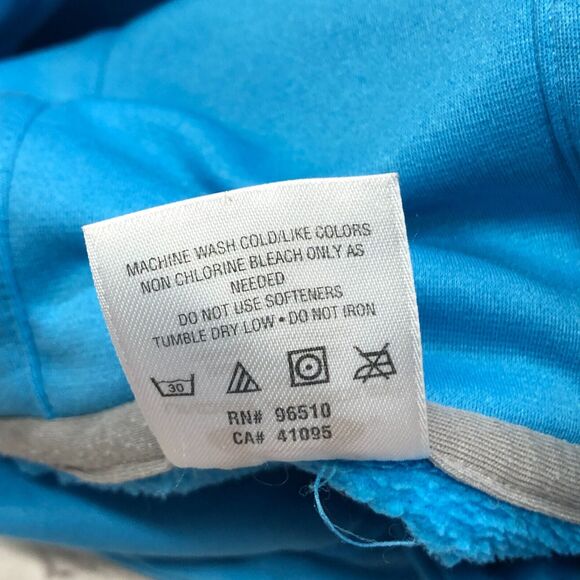 MACHINE WASH COLD/LIKE COLORS
NON CHLORINE BLEACH ONLY AS
NEEDED
DO NOT USE SOFTENERS
TUMBLE DRY LOW • DO NOT IRON
30
RN# 96510
CA# 41095